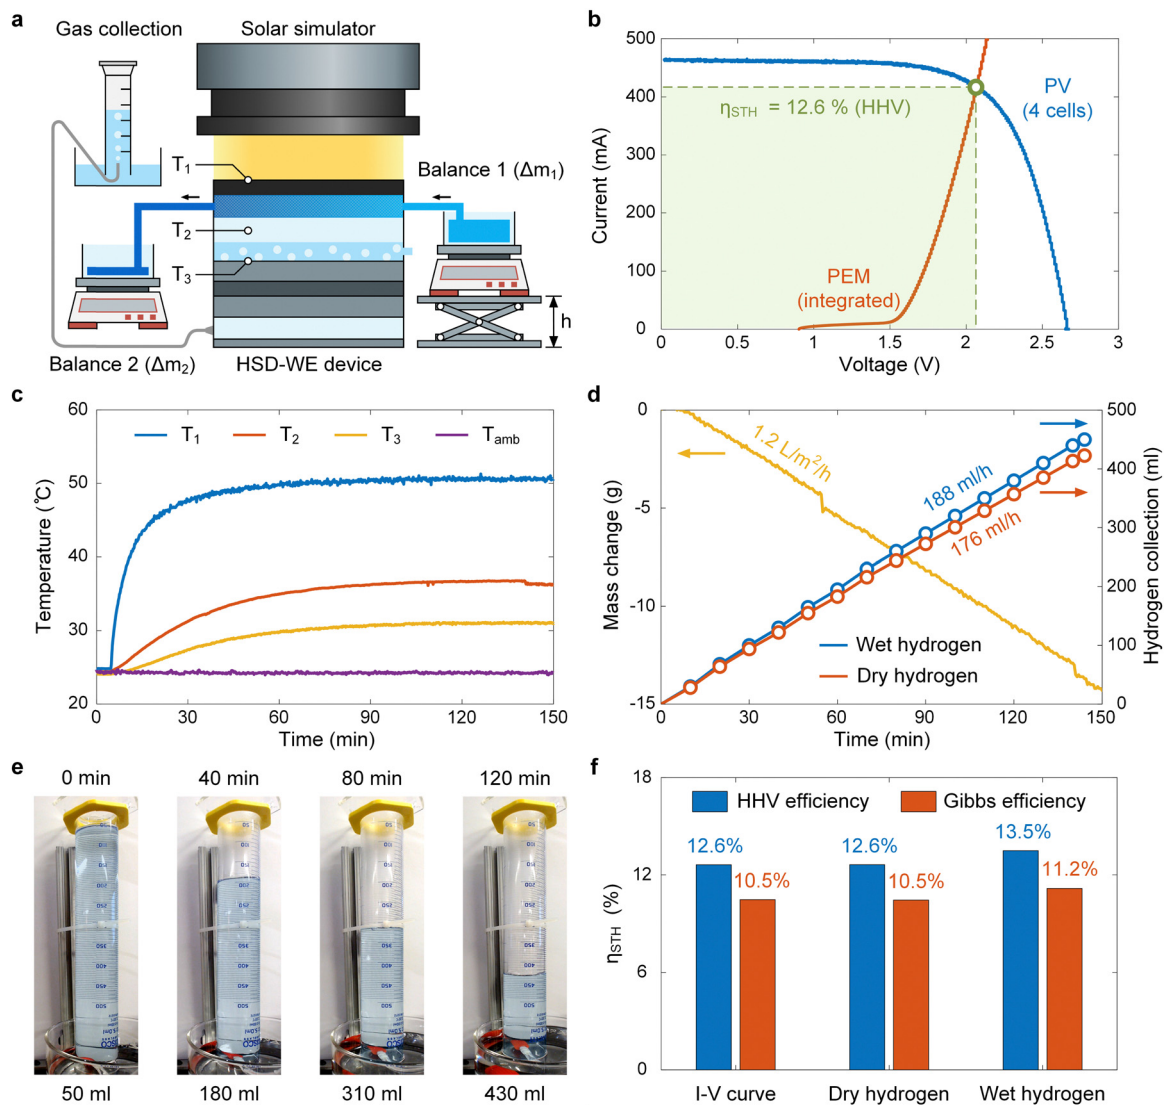 a
Gas collection
Solar simulator
T1
Balance 1 (Δm1)
T2
T3
h
Balance 2 (Δm2)
HSD-WE device
b
500
400
300
200
100
0
Current (mA)
ηSTH = 12.6 % (HHV)
PV
(4 cells)
PEM
(integrated)
0 0.5 1 1.5 2 2.5 3
Voltage (V)
c
60
50
40
30
20
Temperature (°C)
T1 T2 T3 Tamb
0 30 60 90 120 150
Time (min)
d
0
-5
-10
-15
Mass change (g)
1.2 L/m²/h
188 ml/h
176 ml/h
Wet hydrogen
Dry hydrogen
500
400
300
200
100
0
Hydrogen collection (ml)
0 30 60 90 120 150
Time (min)
e
0 min 40 min 80 min 120 min
50 ml 180 ml 310 ml 430 ml
f
18
12
6
0
ηSTH (%)
HHV efficiency
Gibbs efficiency
12.6%
10.5%
12.6%
10.5%
13.5%
11.2%
I-V curve
Dry hydrogen
Wet hydrogen